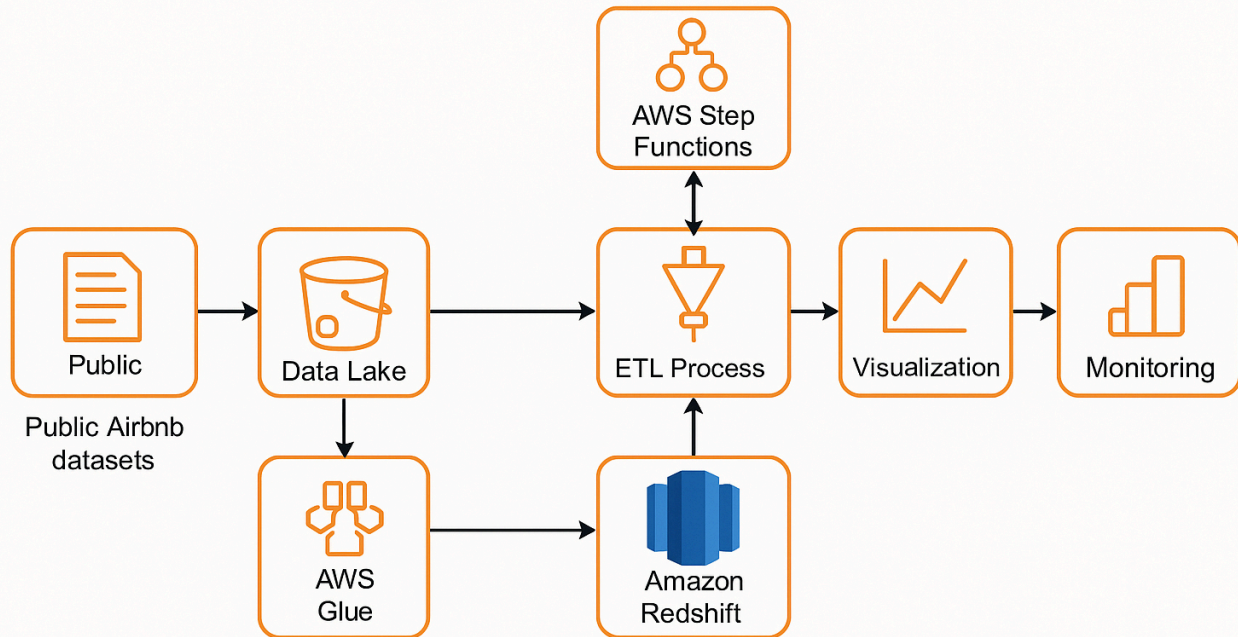 AWS Step
Functions
Public
Data Lake
ETL Process
Visualization
Monitoring
Public Airbnb
datasets
AWS
Glue
Amazon
Redshift